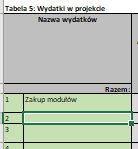 Tabela 5: Wydatki w projekcie
Nazwa wydatków
Razem:
1 Zakup modułów
2
3
4